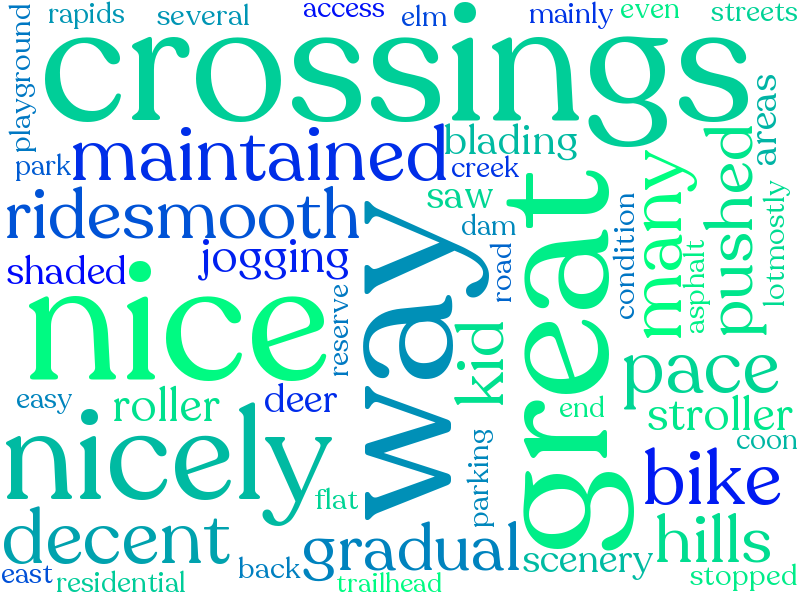 rapids
several
access
elm
mainly
even
streets
playground
crossings
areas
park
maintained
blading
creek
pushed
many
ridesmooth
saw
dam
great
way
condition
asphalt
lotmostly
shaded
jogging
road
nice
reserve
kid
pace
easy
roller
deer
end
stroller
nicely
coon
parking
bike
flat
decent
gradual
hills
scenery
east
residential
back
trailhead
stopped